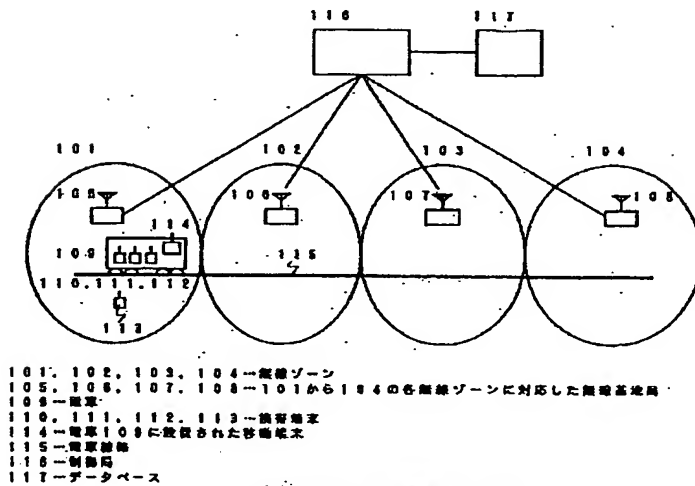 116 117
101 102 103 104
105 106 107 108
114
109 115
110,111,112
113
101, 102, 103, 104…無線ゾーン
105, 106, 107, 108…101から104の各無線ゾーンに対応した無線基地局
109…電車
110, 111, 112, 113…携帯端末
114…電車109に設置された移動端末
115…電車線路
116…制御局
117…データベース